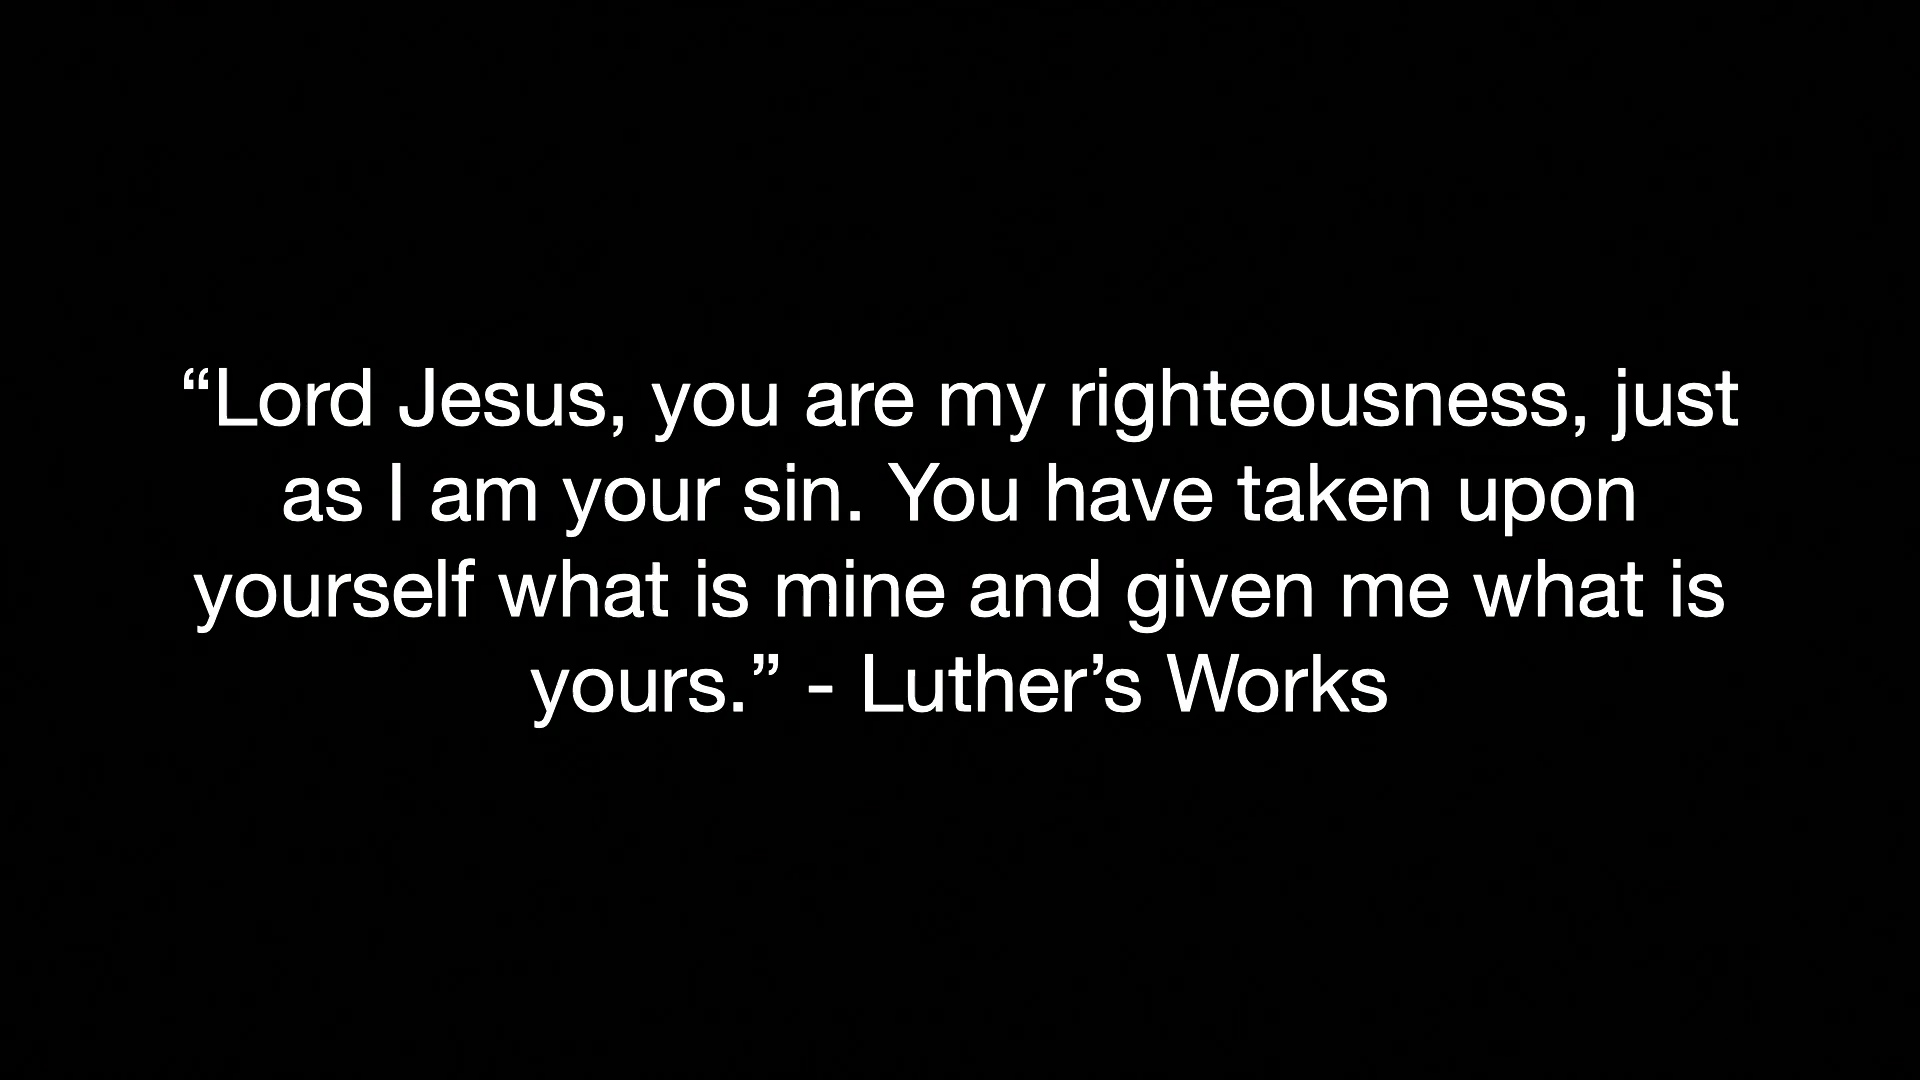 “Lord Jesus, you are my righteousness, just
as I am your sin. You have taken upon
yourself what is mine and given me what is
yours.” - Luther’s Works